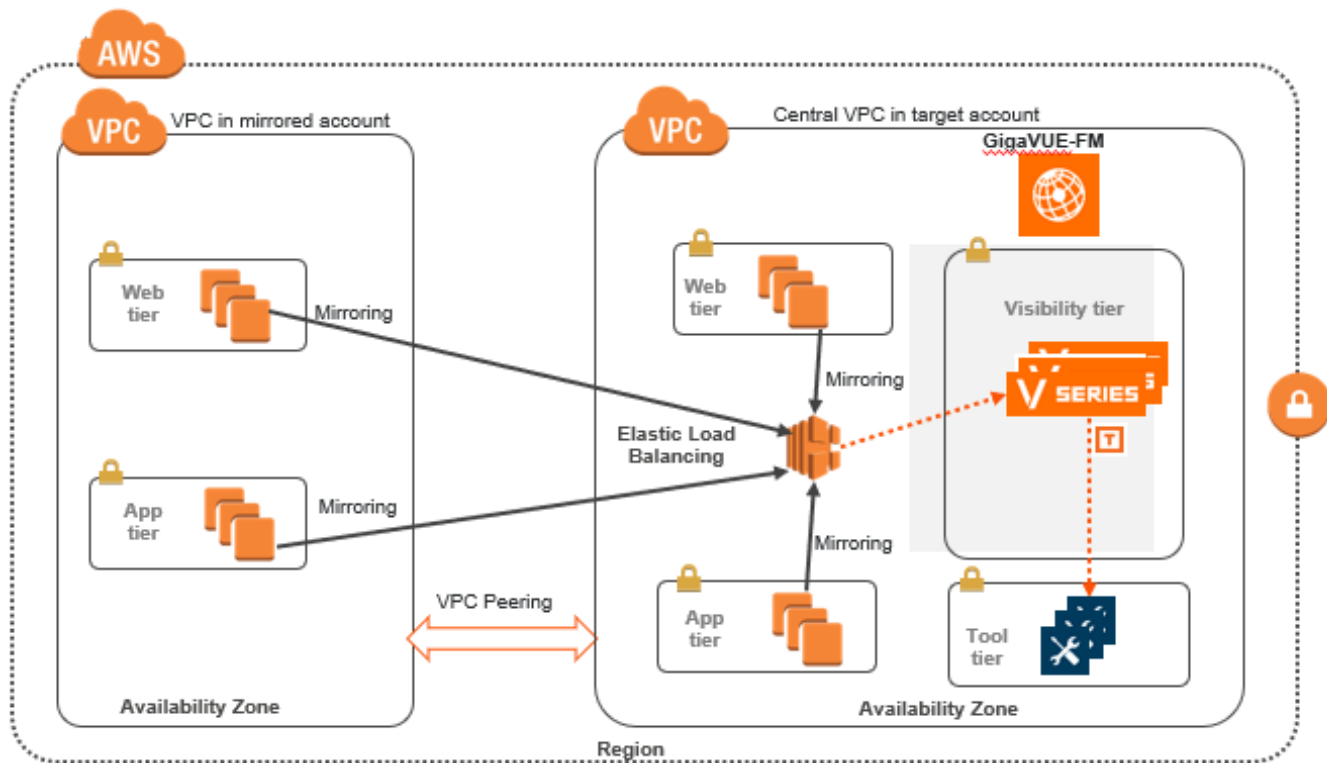 AWS
VPC
VPC in mirrored account
VPC
Central VPC in target account
GigaVUE-FM
Web
tier
Mirroring
Web
tier
Visibility tier
Mirroring
V SERIES
Elastic Load
Balancing
T
App
tier
Mirroring
Mirroring
VPC Peering
App
tier
Tool
tier
Availability Zone
Availability Zone
Region